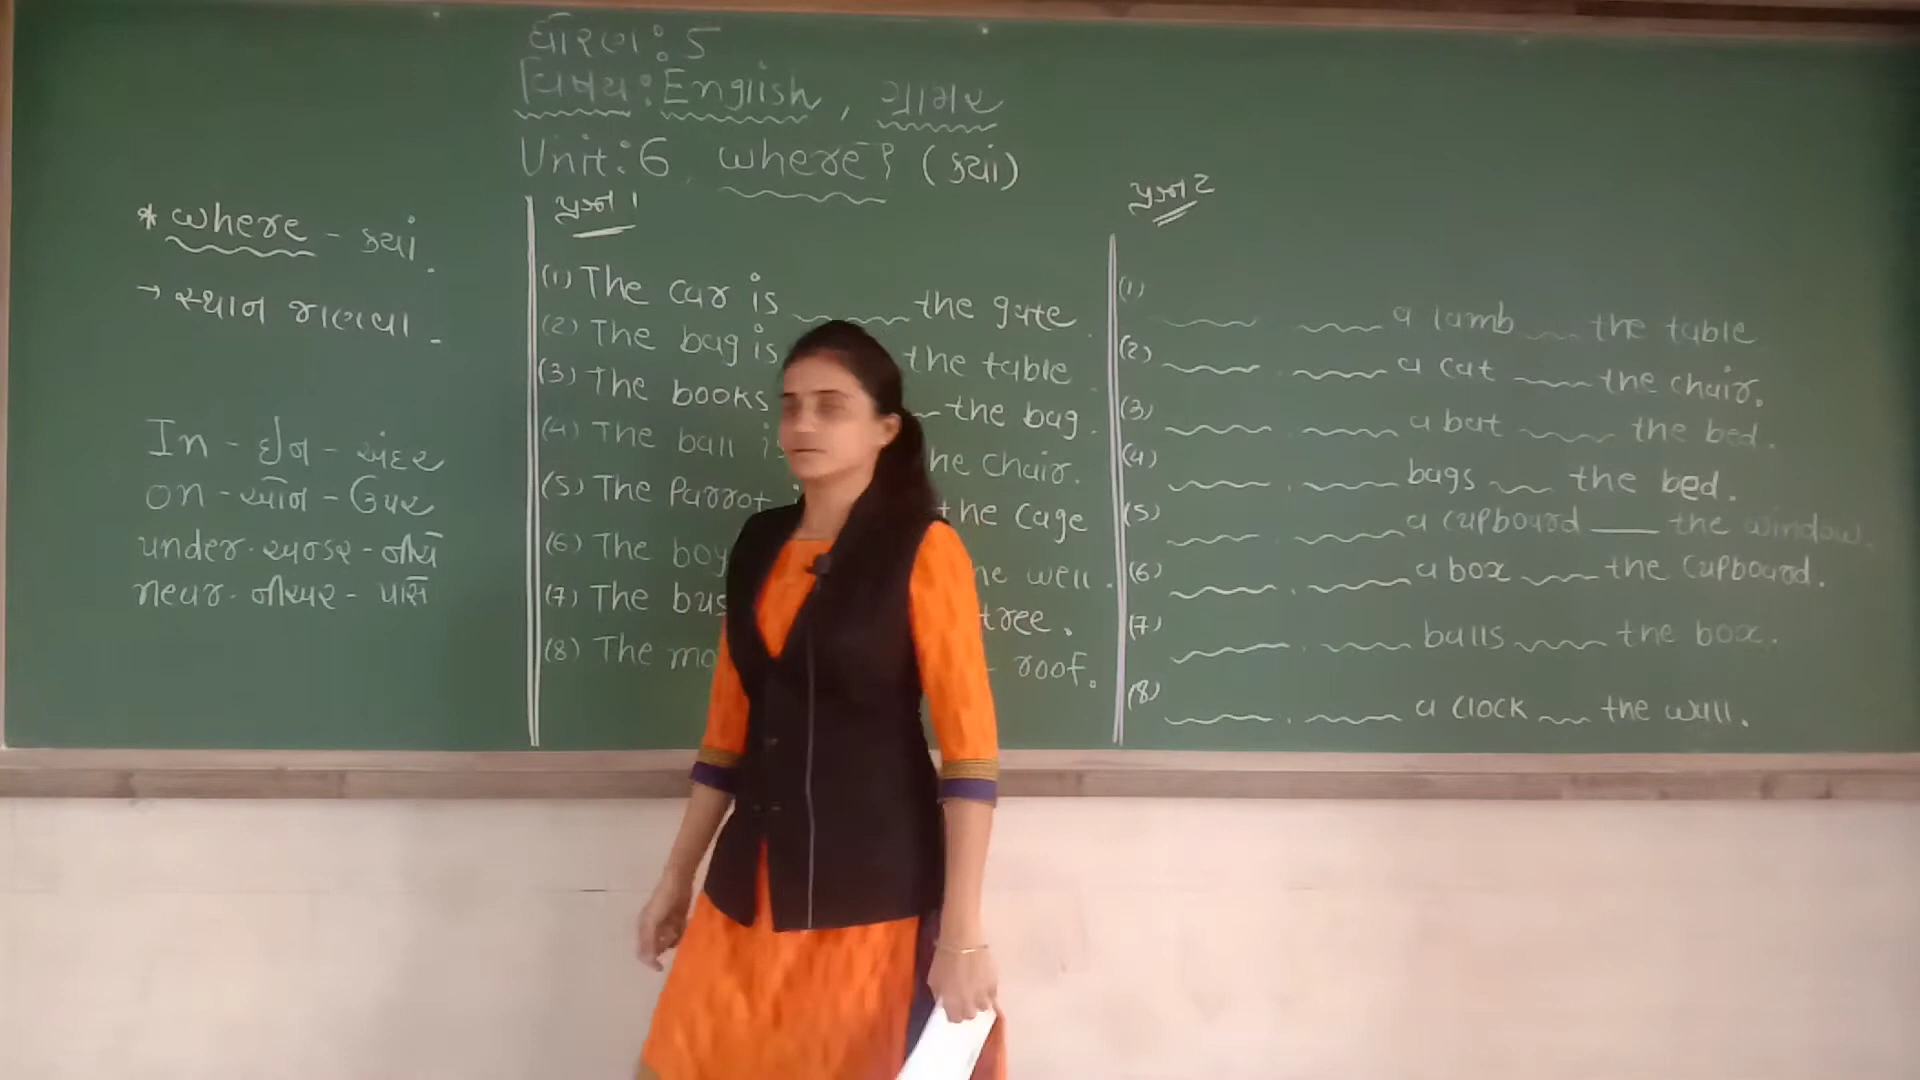 ધોરણ: 5
વિષય: English, ગ્રામર
Unit: 6, where? (કયાં)
* where - કયાં.
→ સ્થાન જાણવા -
In - ઈન - અંદર
on - ઓન - ઉપર
under - અન્ડર - નીચે
near - નીયર - પાસે
પ્રશ્ન 1
(1) The car is ____ the gate.
(2) The bag is the table.
(3) The books the bag.
(4) The ball is the chair.
(5) The Parrot the cage
(6) The boy the well.
(7) The bus tree.
(8) The roof.
પ્રશ્ન 2
(1) ____ ____ a lamb ____ the table
(2) ____. ____ a cat ____ the chair.
(3) ____. ____ a bat ____ the bed.
(4) ____. ____ bags ____ the bed.
(5) ____. ____ a cupboard ____ the window.
(6) ____. ____ a box ____ the cupboard.
(7) ____. ____ balls ____ the box.
(8) ____. ____ a clock ____ the wall.